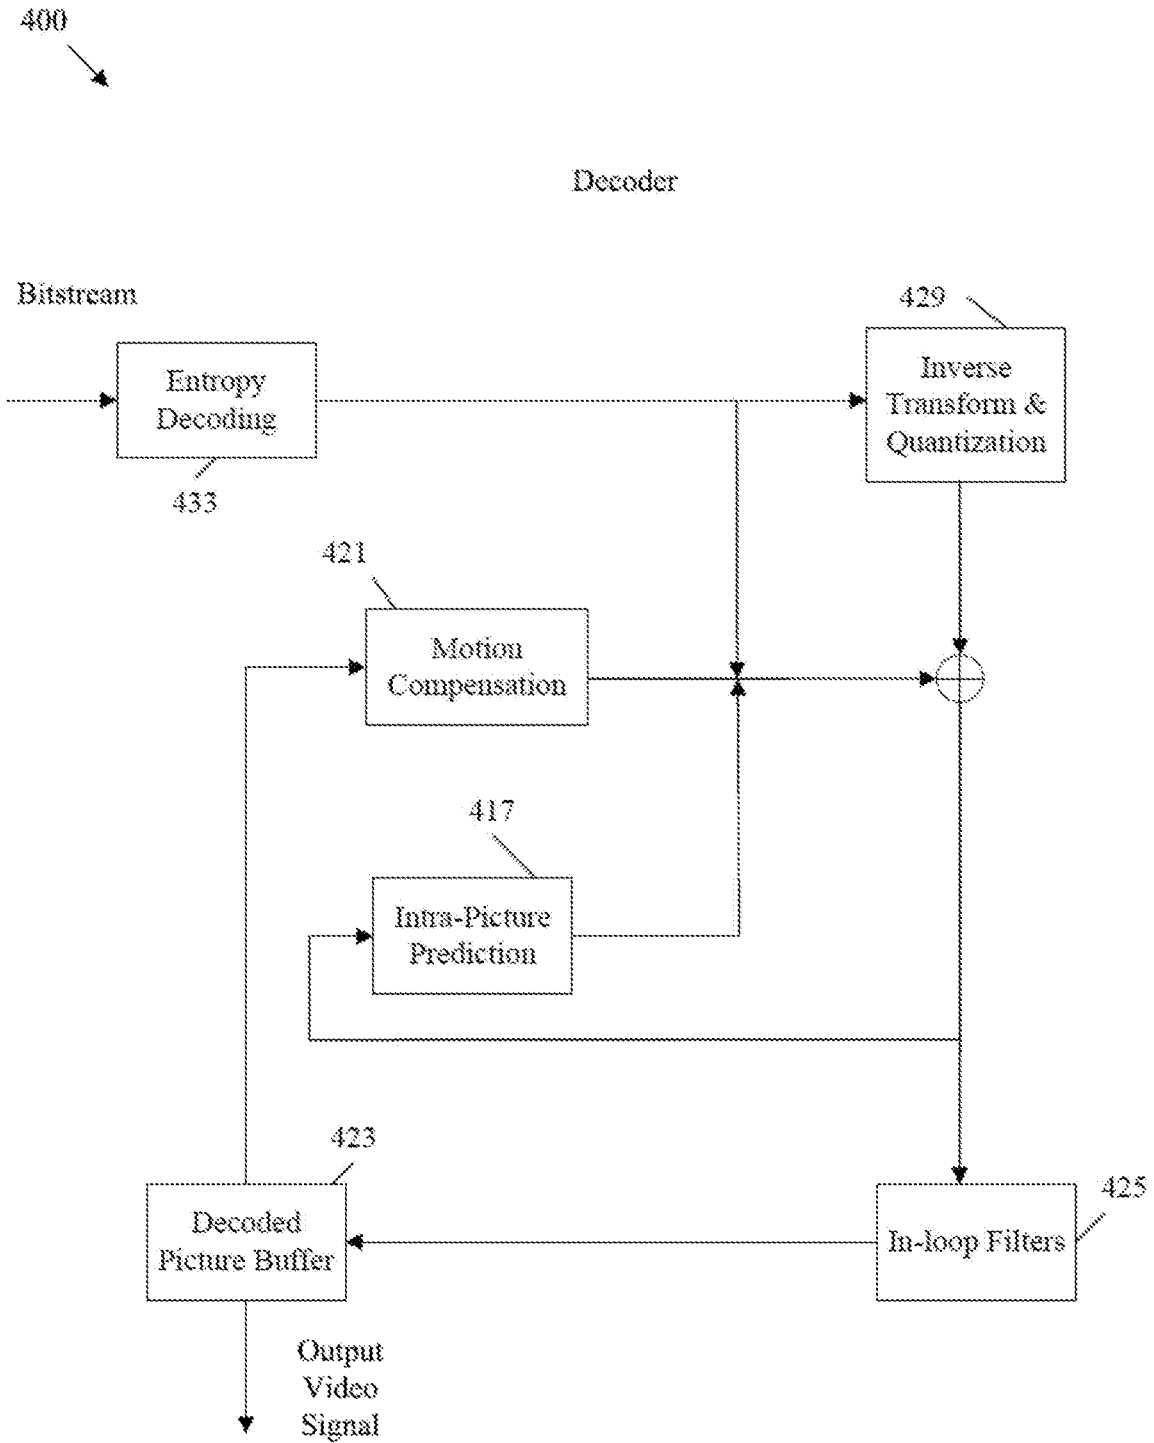 400
Decoder
Bitstream
429
Entropy
Decoding
433
Inverse
Transform &
Quantization
421
Motion
Compensation
417
Intra-Picture
Prediction
423
Decoded
Picture Buffer
425
In-loop Filters
Output
Video
Signal